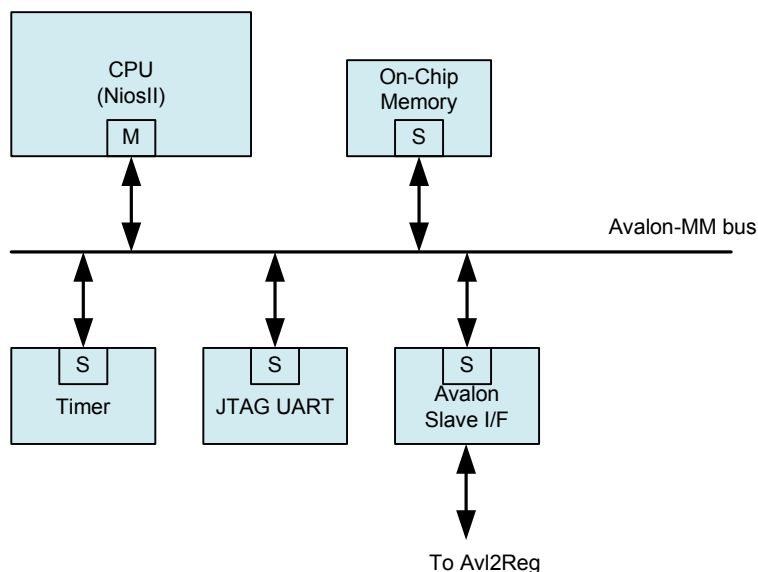 CPU
(NiosII)
M
On-Chip
Memory
S
Avalon-MM bus
S
Timer
S
JTAG UART
S
Avalon
Slave I/F
To Avl2Reg